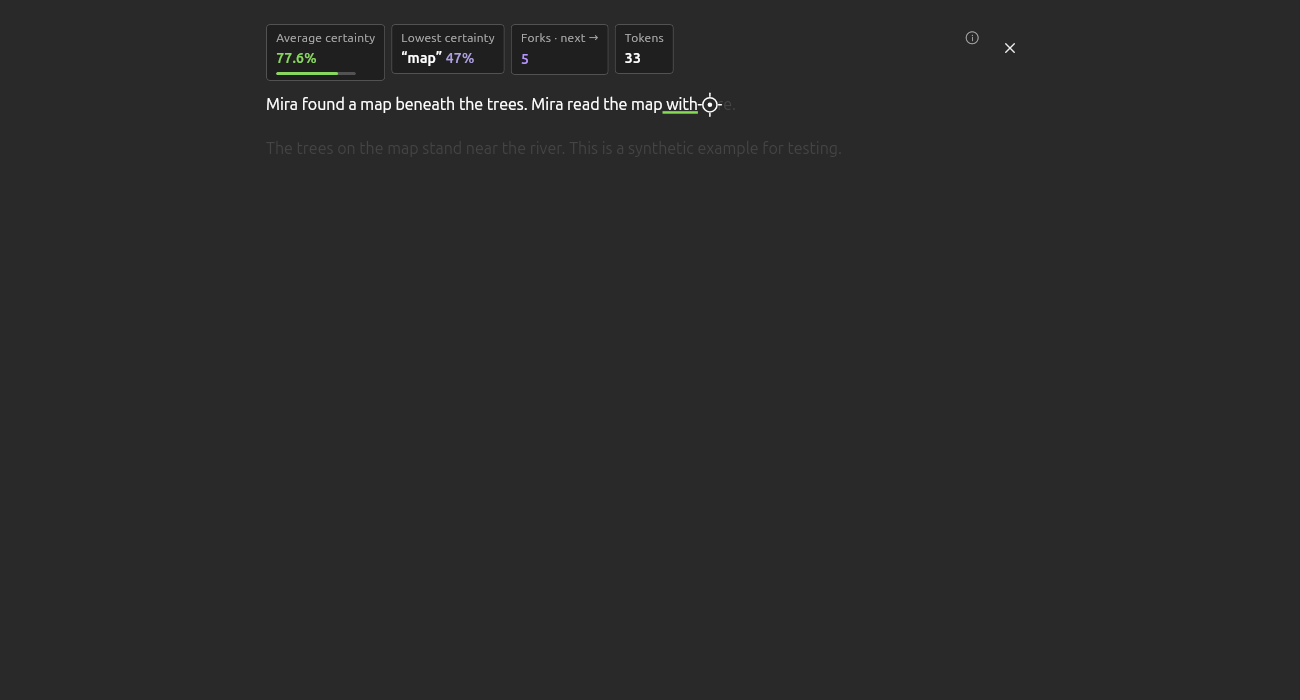 Average certainty
77.6%
Lowest certainty
“map” 47%
Forks · next →
5
Tokens
33
Mira found a map beneath the trees. Mira read the map with e.
The trees on the map stand near the river. This is a synthetic example for testing.